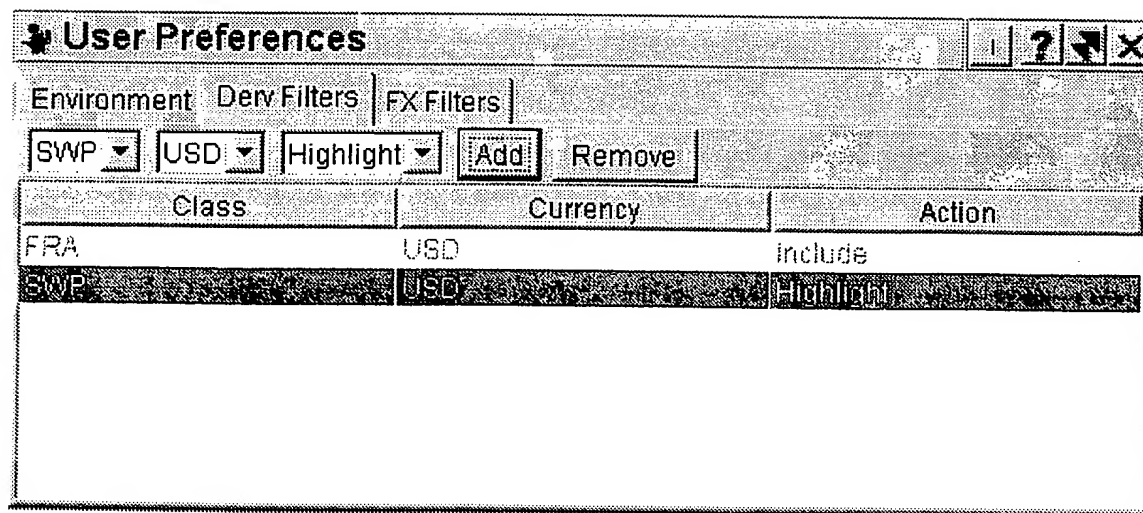 User Preferences ?
Environment Derv Filters FX Filters
SWP USD Highlight Add Remove
Class Currency Action
FRA USD Include
SWP USD Highlight